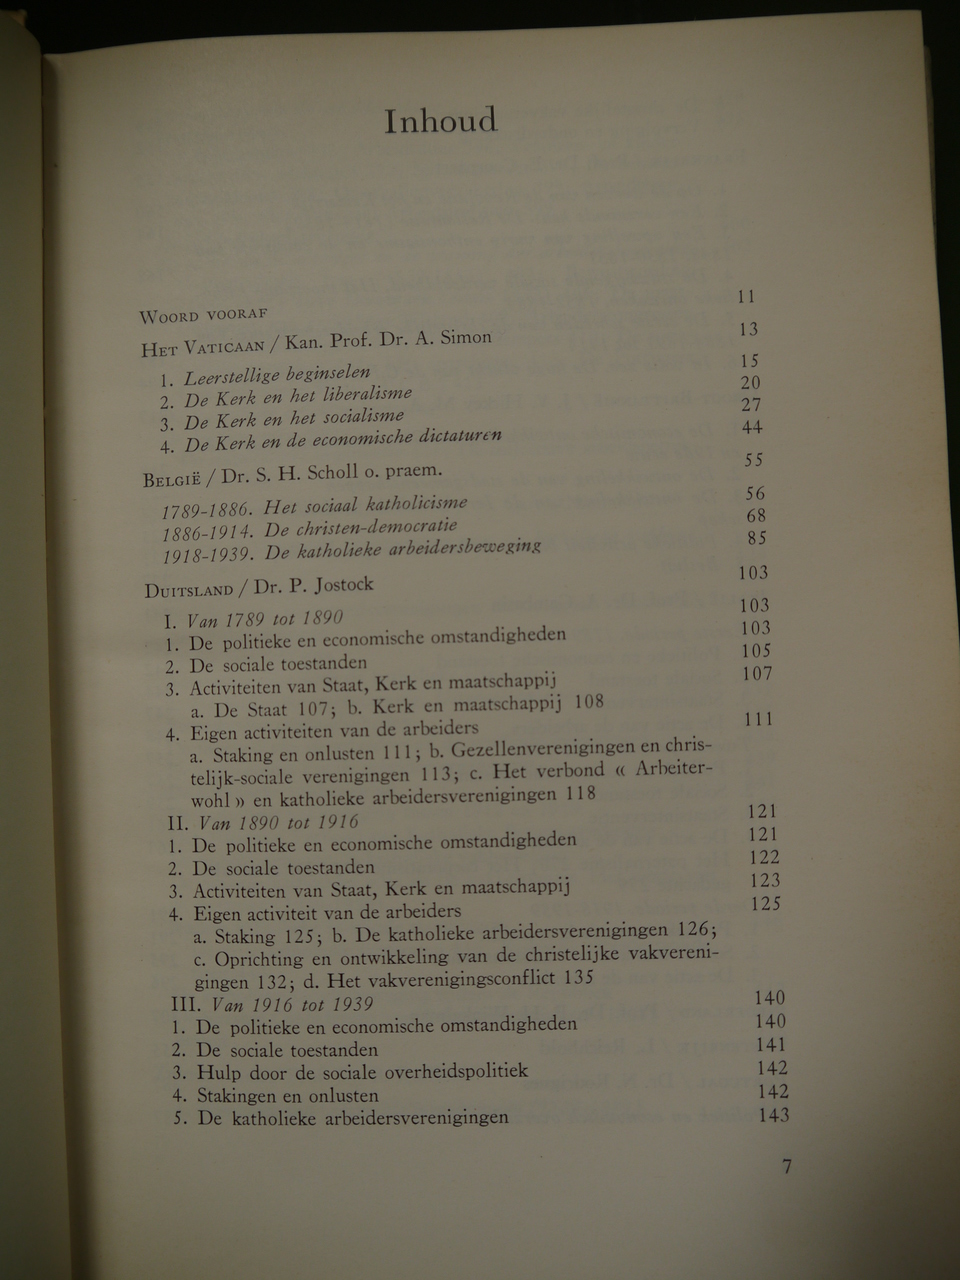 Inhoud
WOORD VOORAF 11
HET VATICAAN / Kan. Prof. Dr. A. Simon 13
1. Leerstellige beginselen 15
2. De Kerk en het liberalisme 20
3. De Kerk en het socialisme 27
4. De Kerk en de economische dictaturen 44
BELGIË / Dr. S. H. Scholl o. praem. 55
1789-1886. Het sociaal katholicisme 56
1886-1914. De christen-democratie 68
1918-1939. De katholieke arbeidersbeweging 85
DUITSLAND / Dr. P. Jostock 103
I. Van 1789 tot 1890 103
1. De politieke en economische omstandigheden 103
2. De sociale toestanden 105
3. Activiteiten van Staat, Kerk en maatschappij 107
a. De Staat 107; b. Kerk en maatschappij 108
4. Eigen activiteiten van de arbeiders 111
a. Staking en onlusten 111; b. Gezellenverenigingen en chris-
telijk-sociale verenigingen 113; c. Het verbond « Arbeiter-
wohl » en katholieke arbeidersverenigingen 118
II. Van 1890 tot 1916 121
1. De politieke en economische omstandigheden 121
2. De sociale toestanden 122
3. Activiteiten van Staat, Kerk en maatschappij 123
4. Eigen activiteit van de arbeiders 125
a. Staking 125; b. De katholieke arbeidersverenigingen 126;
c. Oprichting en ontwikkeling van de christelijke vakvereni-
gingen 132; d. Het vakverenigingsconflict 135
III. Van 1916 tot 1939 140
1. De politieke en economische omstandigheden 140
2. De sociale toestanden 141
3. Hulp door de sociale overheidspolitiek 142
4. Stakingen en onlusten 142
5. De katholieke arbeidersverenigingen 143
7